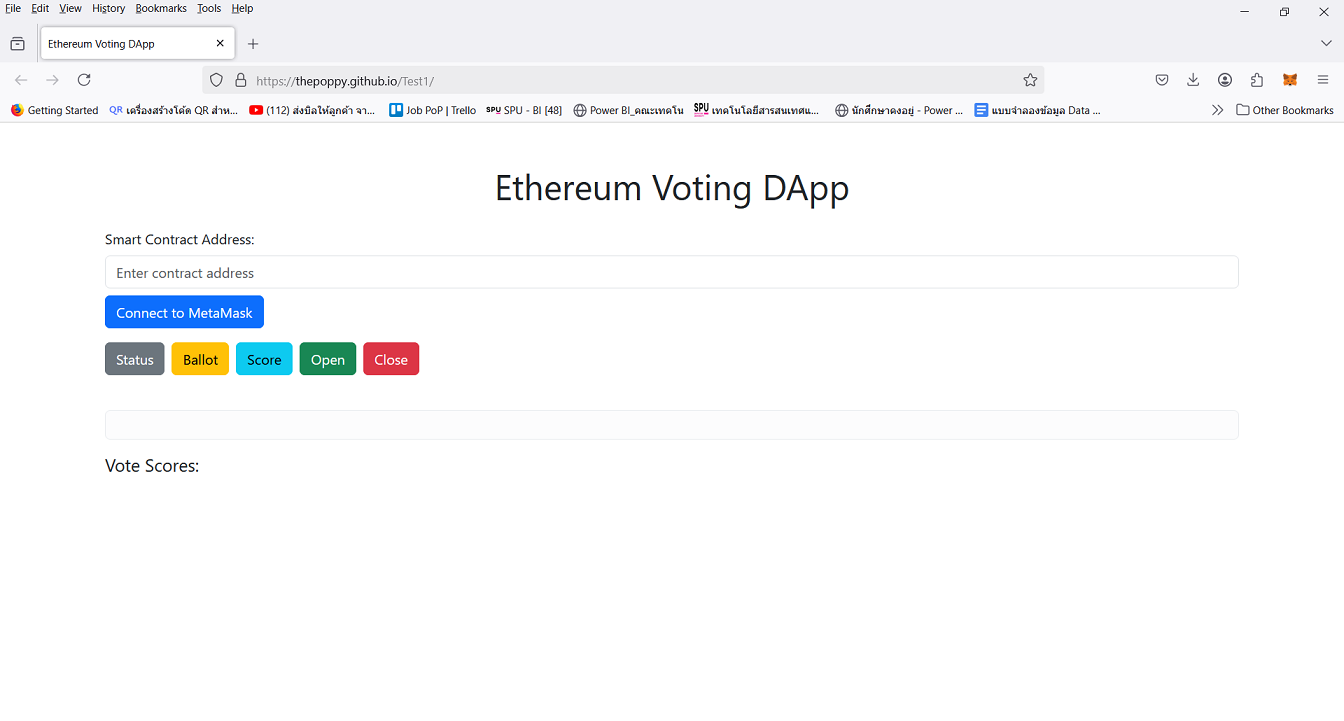 File Edit View History Bookmarks Tools Help
Ethereum Voting DApp
https://thepoppy.github.io/Test1/
Getting Started QR เครื่องสร้างโค้ด QR สำห... (112) ส่งบิลให้ลูกค้า จา... Job PoP | Trello SPU SPU - BI [48] Power BI_คณะเทคโน SPU เทคโนโลยีสารสนเทศแ... นักศึกษาคงอยู่ - Power ... แบบจำลองข้อมูล Data ... Other Bookmarks
Ethereum Voting DApp
Smart Contract Address:
Enter contract address
Connect to MetaMask
Status Ballot Score Open Close
Vote Scores: